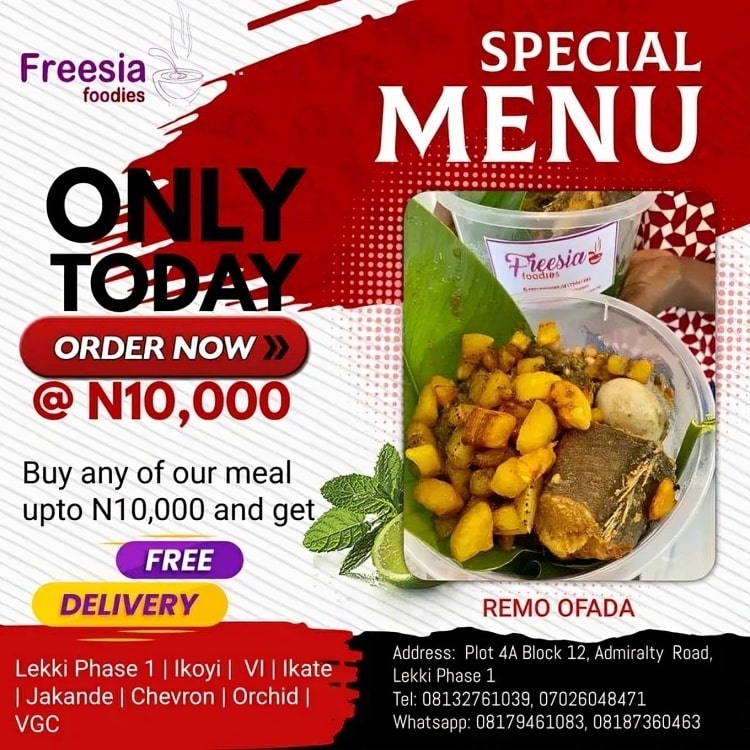 Freesia
foodies
SPECIAL
MENU
ONLY
TODAY
ORDER NOW »
@ N10,000
Buy any of our meal
upto N10,000 and get
FREE
DELIVERY
Freesia
foodies
REMO OFADA
Lekki Phase 1 | Ikoyi | VI | Ikate
| Jakande | Chevron | Orchid |
VGC
Address: Plot 4A Block 12, Admiralty Road,
Lekki Phase 1
Tel: 08132761039, 07026048471
Whatsapp: 08179461083, 08187360463